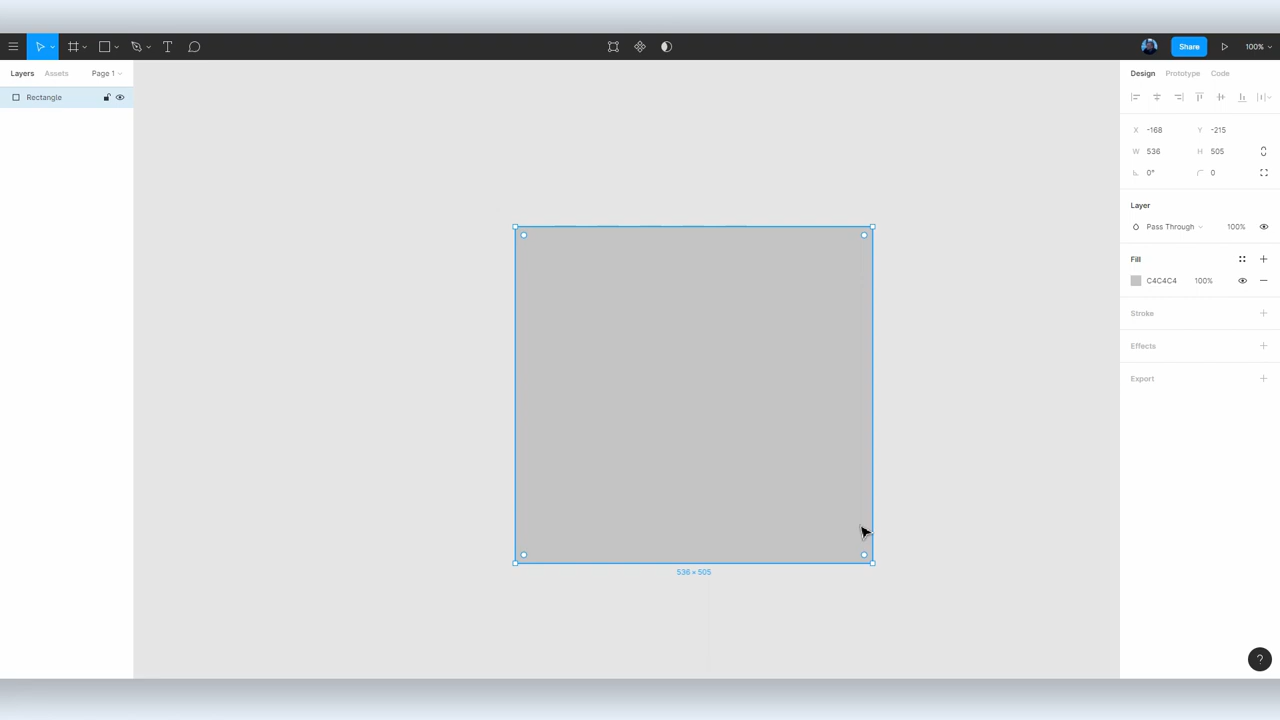 Share
100%
Layers Assets Page 1
Design Prototype Code
Rectangle
X -168 Y -215
W 536 H 505
0° 0
Layer
Pass Through 100%
Fill
C4C4C4 100%
Stroke
Effects
Export
536 × 505
T
?